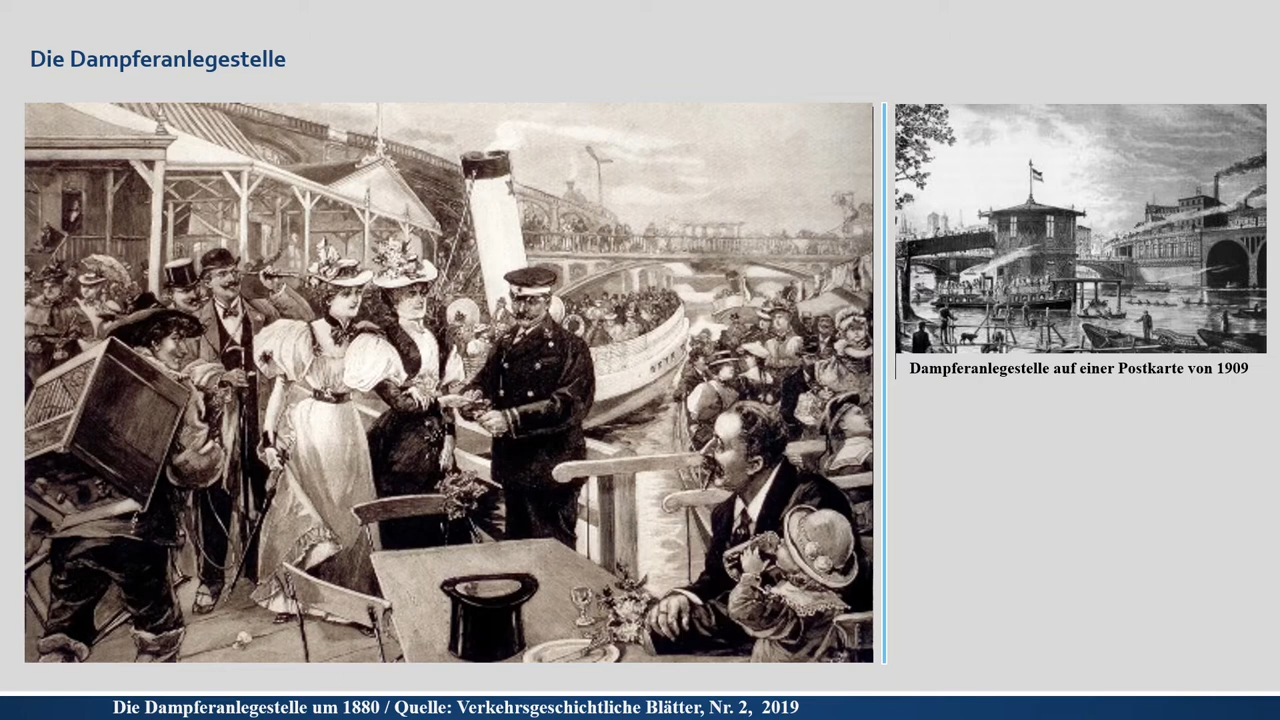 Die Dampferanlegestelle
Dampferanlegestelle auf einer Postkarte von 1909
Die Dampferanlegestelle um 1880 / Quelle: Verkehrsgeschichtliche Blätter, Nr. 2,  2019